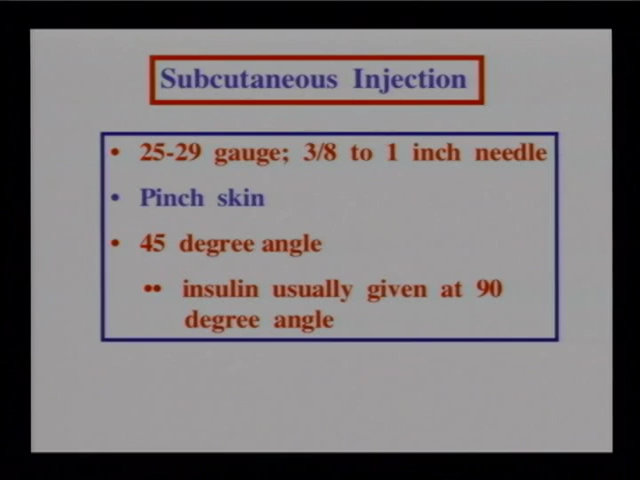 Subcutaneous Injection
• 25-29 gauge; 3/8 to 1 inch needle
• Pinch skin
• 45 degree angle
•• insulin usually given at 90
degree angle